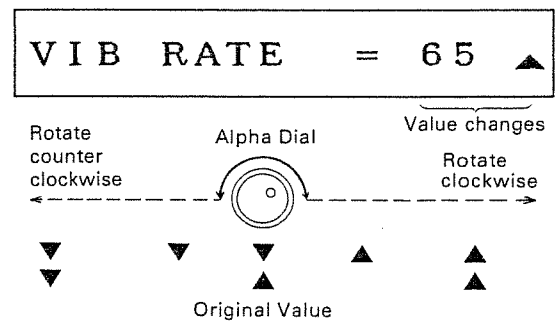 VIB RATE = 65 ▲
Value changes
Rotate
counter
clockwise
Alpha Dial
Rotate
clockwise
▼ ▼ ▼ ▲ ▲
▼ ▲ ▲
Original Value